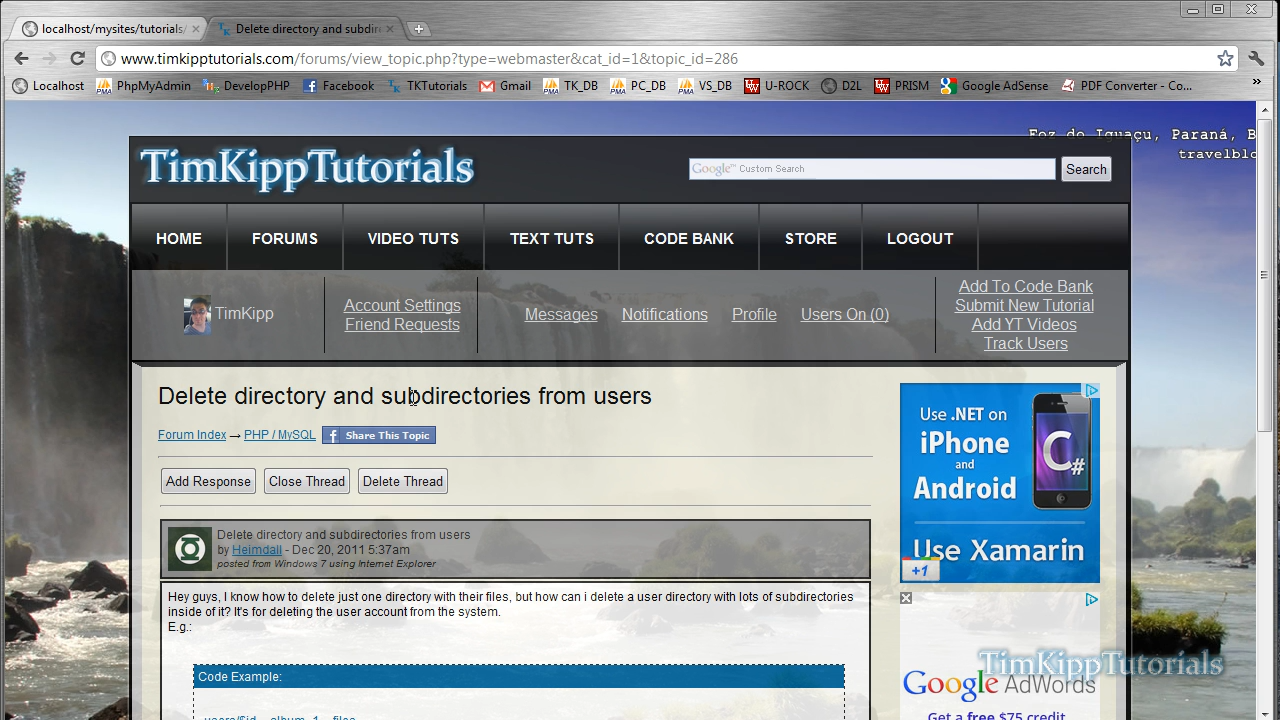 localhost/mysites/tutorials/
Delete directory and subdire
www.timkipptutorials.com/forums/view_topic.php?type=webmaster&cat_id=1&topic_id=286
Localhost PhpMyAdmin DevelopPHP Facebook TKTutorials Gmail TK_DB PC_DB VS_DB U-ROCK D2L PRISM Google AdSense PDF Converter - Co... »
Foz do Iguaçu, Paraná, B
travelblo
TimKippTutorials
Google™ Custom Search
Search
HOME FORUMS VIDEO TUTS TEXT TUTS CODE BANK STORE LOGOUT
TimKipp
Account Settings
Friend Requests
Messages Notifications Profile Users On (0)
Add To Code Bank
Submit New Tutorial
Add YT Videos
Track Users
Delete directory and subdirectories from users
Forum Index → PHP / MySQL f Share This Topic
Add Response Close Thread Delete Thread
Delete directory and subdirectories from users
by Heimdall - Dec 20, 2011 5:37am
posted from Windows 7 using Internet Explorer
Hey guys, I know how to delete just one directory with their files, but how can i delete a user directory with lots of subdirectories
inside of it? It's for deleting the user account from the system.
E.g.:
Code Example:
Use .NET on
iPhone
and
Android
C#
Use Xamarin
+1
TimKippTutorials
Google AdWords
Get a free $75 credit